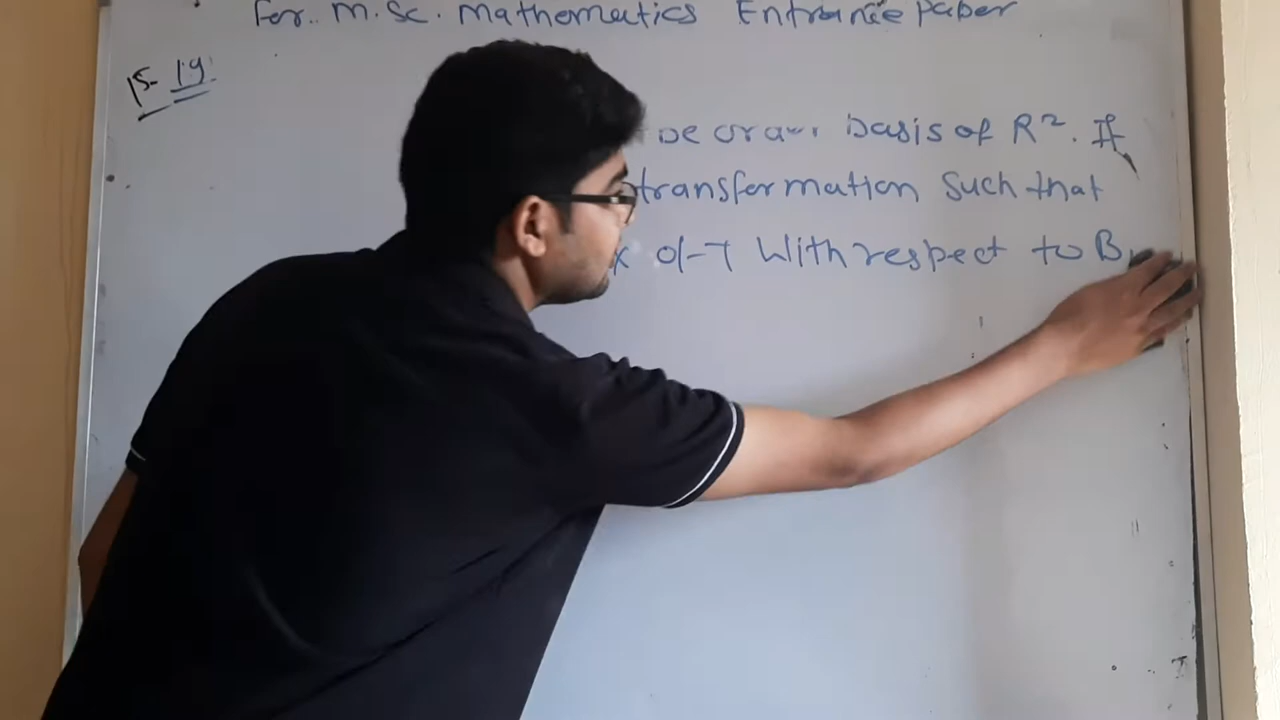 For.. M.Sc. Mathematics Entrance Paper
15-19
be basis of R². If
transformation such that
x of T With respect to B